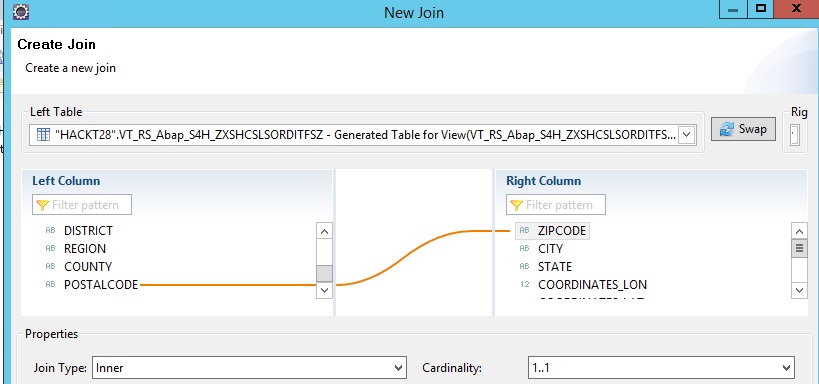 New Join
Create Join
Create a new join
Left Table
Rig
"HACKT28".VT_RS_Abap_S4H_ZXSHCSLSORDITFSZ - Generated Table for View(VT_RS_Abap_S4H_ZXSHCSLSORDITFS...
Swap
Left Column
Right Column
Filter pattern
Filter pattern
AB DISTRICT
AB ZIPCODE
AB REGION
AB CITY
AB COUNTY
AB STATE
AB POSTALCODE
12 COORDINATES_LON
Properties
Join Type: Inner
Cardinality: 1..1